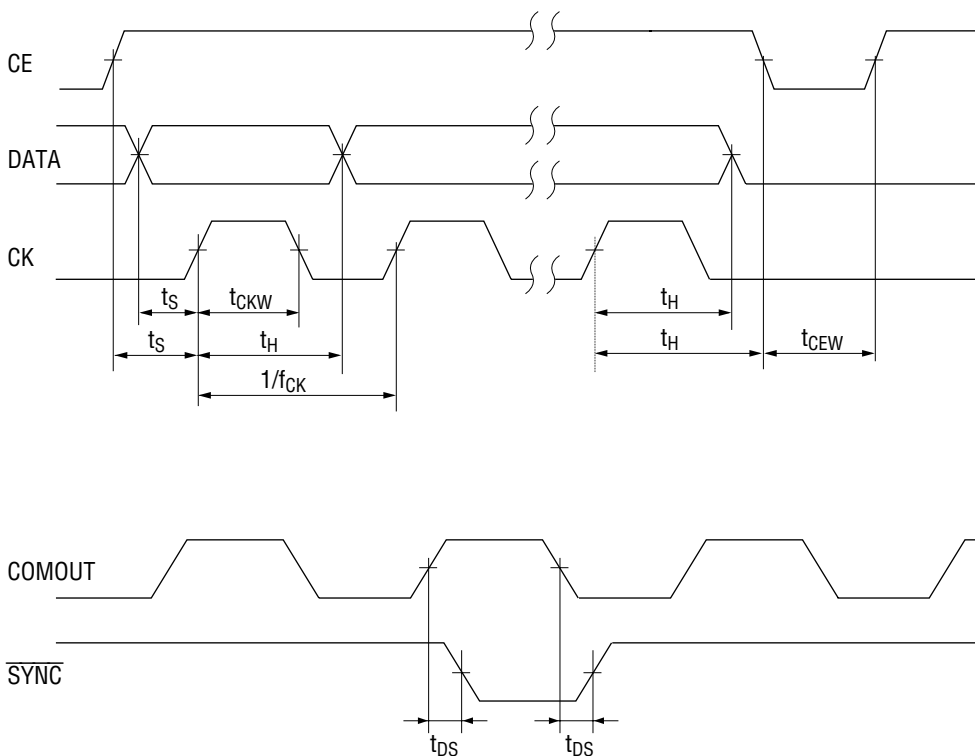 CE
DATA
CK
tS tCKW tH
tS tH tH tCEW
1/fCK
COMOUT
SYNC
tDS tDS